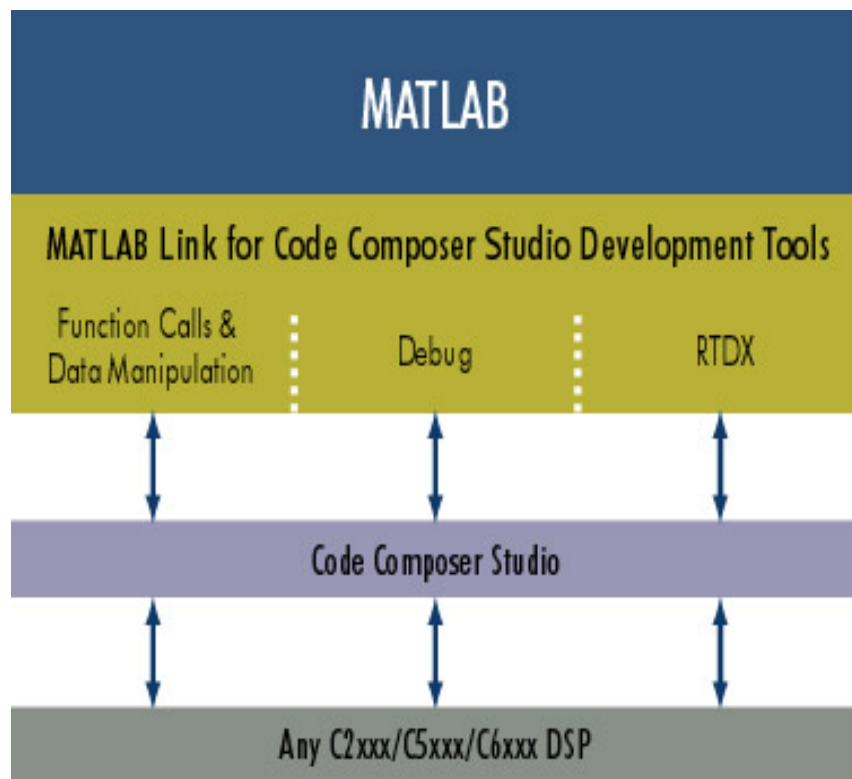 MATLAB
MATLAB Link for Code Composer Studio Development Tools
Function Calls &
Data Manipulation
Debug
RTDX
Code Composer Studio
Any C2xxx/C5xxx/C6xxx DSP